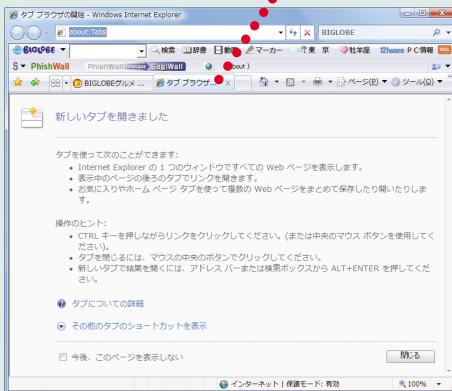 タブ ブラウザの開始 - Windows Internet Explorer
about:Tabs
BIGLOBE
BIGLOBE
検索 辞書 動 マーカー 東 京 牡羊座 121ware PC情報 RSS
S PhishWall PhishWall SagiWall
BIGLOBEグルメ ... タブ ブラウザ... ページ(P) ツール(O)
新しいタブを開きました
タブを使って次のことができます:
• Internet Explorer の 1 つのウィンドウですべての Web ページを表示します。
• 表示中のページの後ろのタブでリンクを開きます。
• お気に入りやホーム ページ タブを使って複数の Web ページをまとめて保存したり開いたりしま
す。
操作のヒント:
• CTRL キーを押しながらリンクをクリックしてください。(または中央のマウス ボタンを使用してく
ださい)。
• タブを閉じるには、マウスの中央のボタンでクリックしてください。
• 新しいタブで結果を開くには、アドレス バーまたは検索ボックスから ALT+ENTER を押してくだ
さい。
タブについての詳細
その他のタブのショートカットを表示
今後、このページを表示しない
閉じる
インターネット | 保護モード: 有効
100%